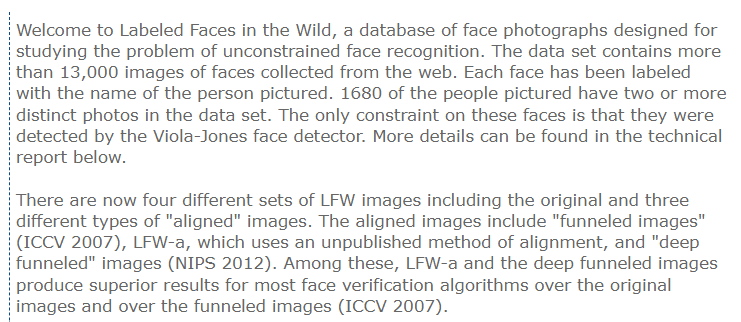 Welcome to Labeled Faces in the Wild, a database of face photographs designed for
studying the problem of unconstrained face recognition. The data set contains more
than 13,000 images of faces collected from the web. Each face has been labeled
with the name of the person pictured. 1680 of the people pictured have two or more
distinct photos in the data set. The only constraint on these faces is that they were
detected by the Viola-Jones face detector. More details can be found in the technical
report below.
There are now four different sets of LFW images including the original and three
different types of "aligned" images. The aligned images include "funneled images"
(ICCV 2007), LFW-a, which uses an unpublished method of alignment, and "deep
funneled" images (NIPS 2012). Among these, LFW-a and the deep funneled images
produce superior results for most face verification algorithms over the original
images and over the funneled images (ICCV 2007).